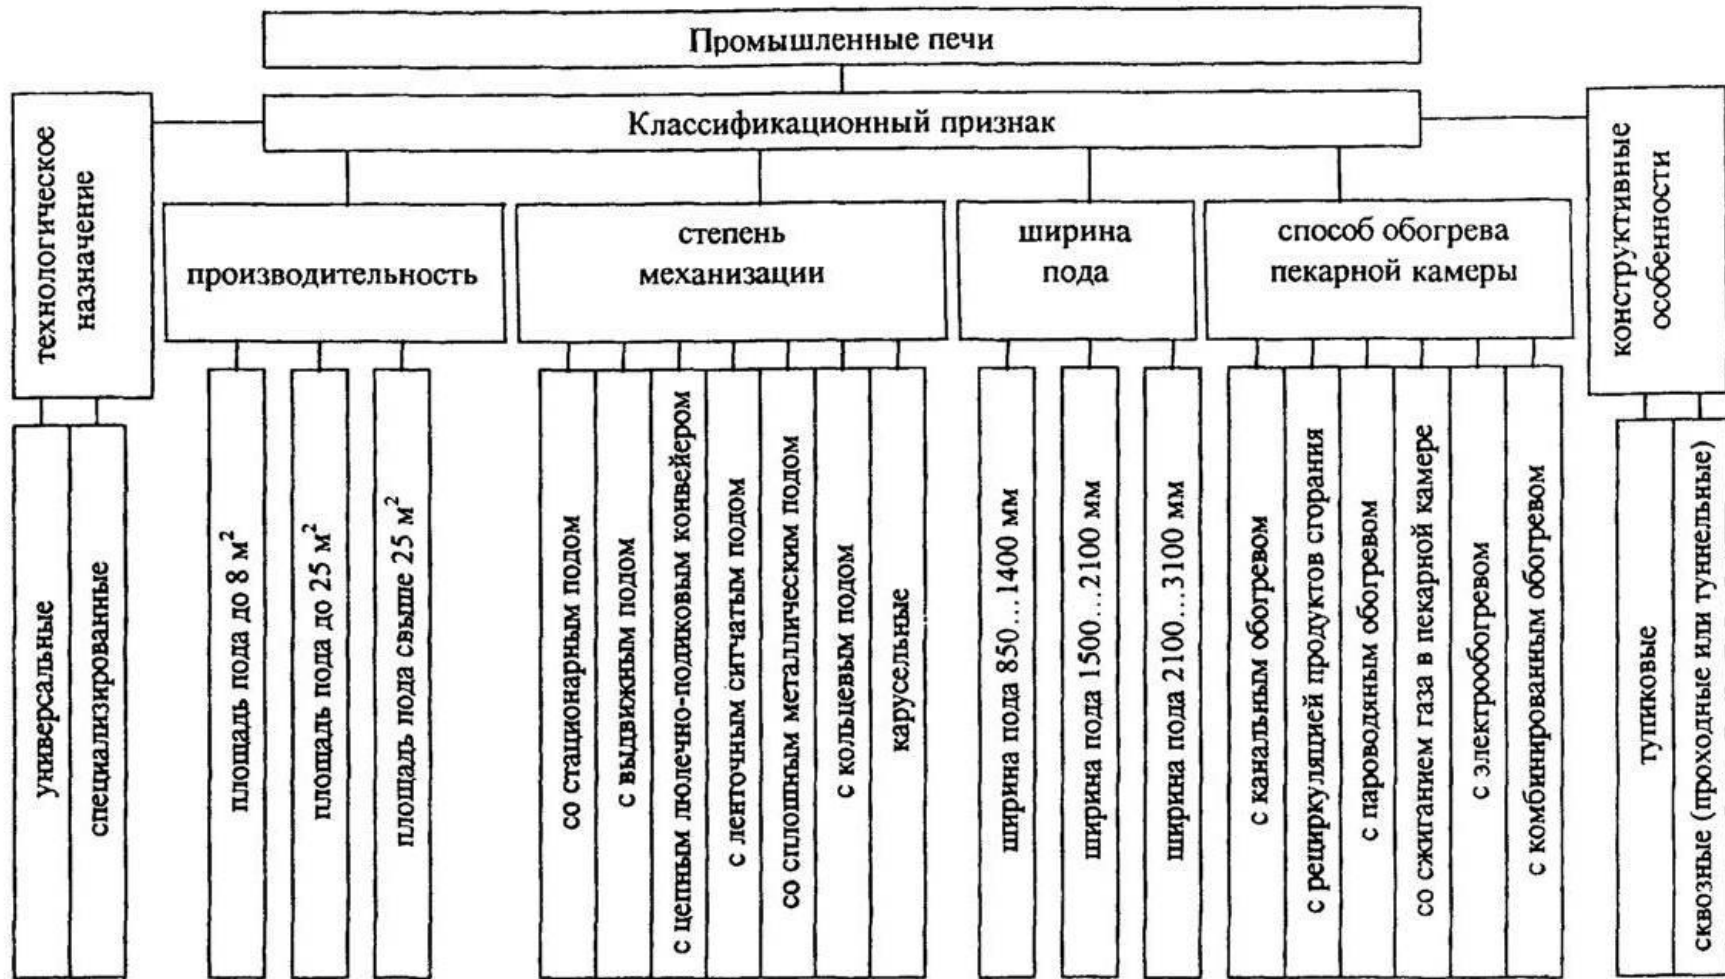 Промышленные печи
Классификационный признак
технологическое
назначение
производительность
степень
механизации
ширина
пода
способ обогрева
пекарной камеры
конструктивные
особенности
универсальные
специализированные
площадь пода до 8 м²
площадь пода до 25 м²
площадь пода свыше 25 м²
со стационарным подом
с выдвижным подом
с цепным люлечно-подиковым конвейером
с ленточным ситчатым подом
со сплошным металлическим подом
с кольцевым подом
карусельные
ширина пода 850...1400 мм
ширина пода 1500...2100 мм
ширина пода 2100...3100 мм
с канальным обогревом
с рециркуляцией продуктов сгорания
с пароводяным обогревом
со сжиганием газа в пекарной камере
с электрообогревом
с комбинированным обогревом
тупиковые
сквозные (проходные или туннельные)